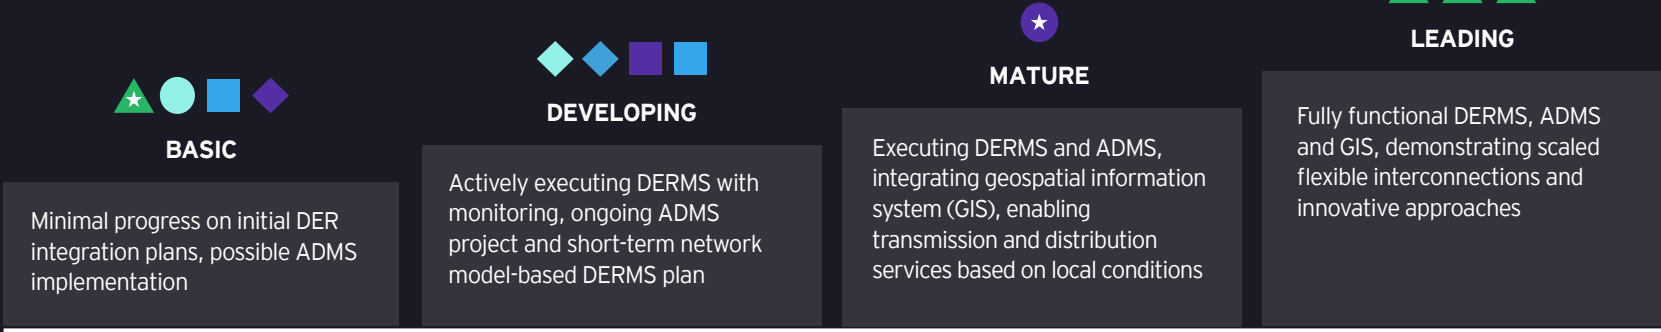 BASIC
Minimal progress on initial DER
integration plans, possible ADMS
implementation
DEVELOPING
Actively executing DERMS with
monitoring, ongoing ADMS
project and short-term network
model-based DERMS plan
MATURE
Executing DERMS and ADMS,
integrating geospatial information
system (GIS), enabling
transmission and distribution
services based on local conditions
LEADING
Fully functional DERMS, ADMS
and GIS, demonstrating scaled
flexible interconnections and
innovative approaches